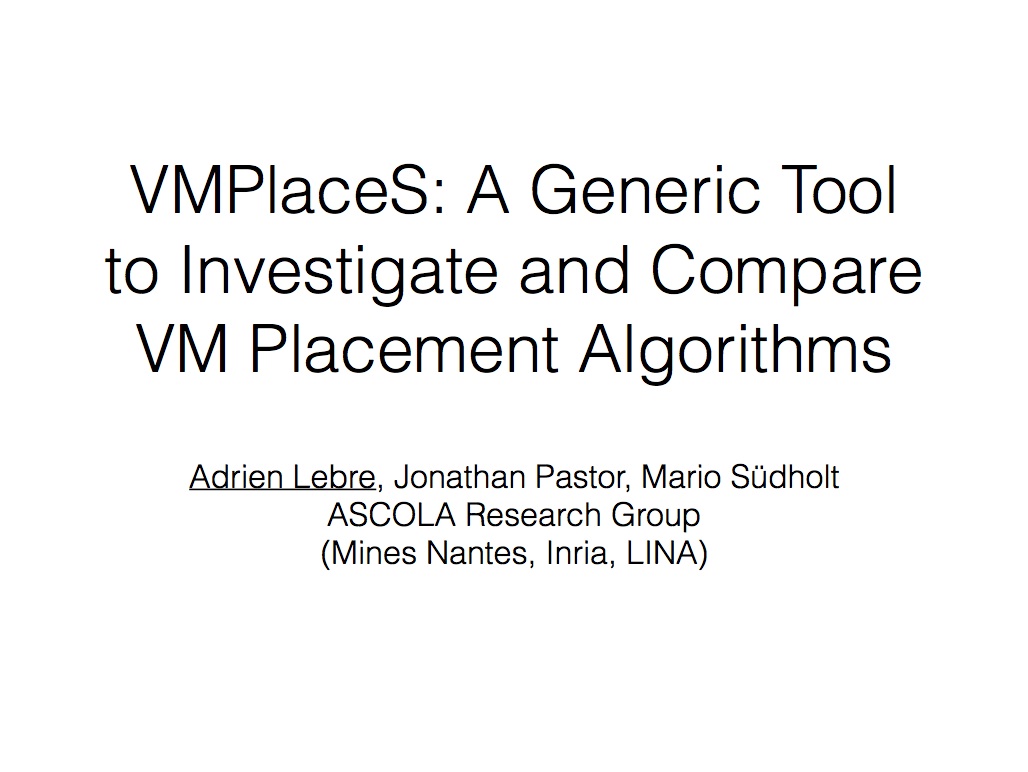 VMPlaceS: A Generic Tool
to Investigate and Compare
VM Placement Algorithms
Adrien Lebre, Jonathan Pastor, Mario Südholt
ASCOLA Research Group
(Mines Nantes, Inria, LINA)